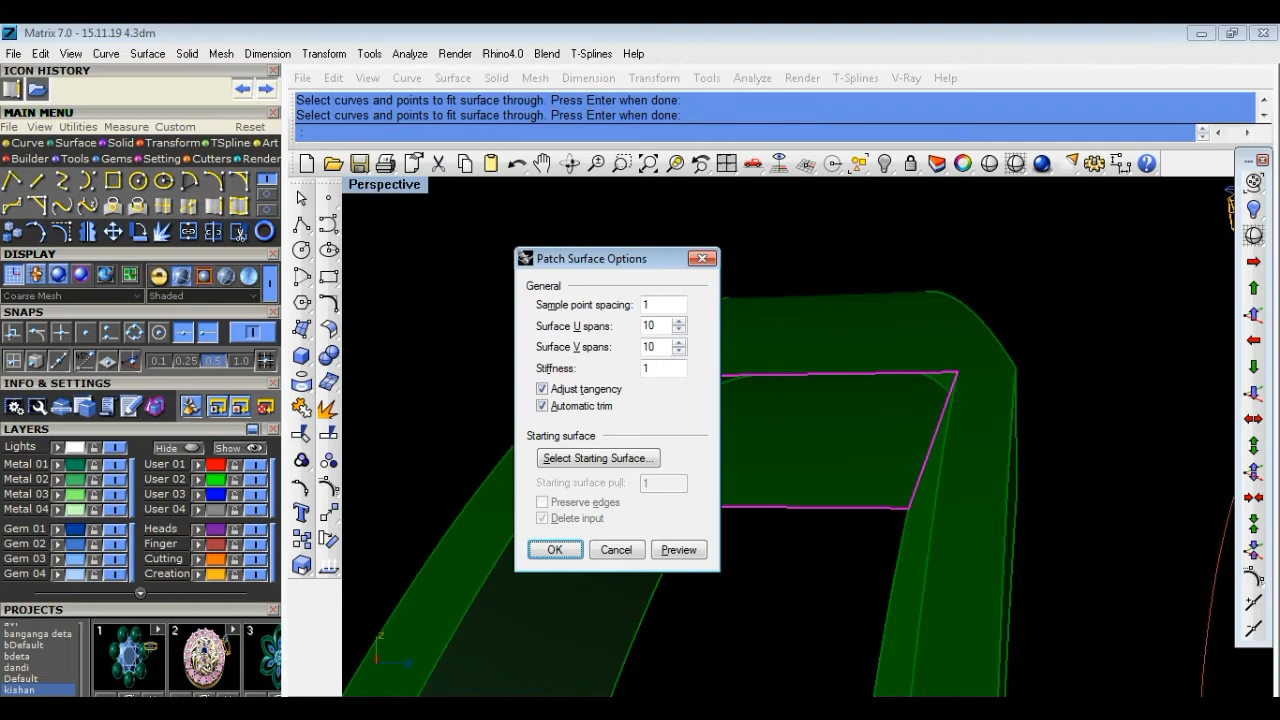 Matrix 7.0 - 15.11.19 4.3dm
File Edit View Curve Surface Solid Mesh Dimension Transform Tools Analyze Render Rhino4.0 Blend T-Splines Help
ICON HISTORY
MAIN MENU
File View Utilities Measure Custom Reset
Curve Surface Solid Transform TSpline Art
Builder Tools Gems Setting Cutters Render
DISPLAY
Coarse Mesh Shaded
SNAPS
0.1 0.25 0.5 1.0
INFO & SETTINGS
LAYERS
Lights Hide Show
Metal 01 User 01
Metal 02 User 02
Metal 03 User 03
Metal 04 User 04
Gem 01 Heads
Gem 02 Finger
Gem 03 Cutting
Gem 04 Creation
PROJECTS
banganga deta
bDefault
bdeta
dandi
Default
kishan
1 2 3
File Edit View Curve Surface Solid Mesh Dimension Transform Tools Analyze Render T-Splines V-Ray Help
Select curves and points to fit surface through. Press Enter when done:
Select curves and points to fit surface through. Press Enter when done:
:
Perspective
Patch Surface Options
General
Sample point spacing: 1
Surface U spans: 10
Surface V spans: 10
Stiffness: 1
Adjust tangency
Automatic trim
Starting surface
Select Starting Surface...
Starting surface pull: 1
Preserve edges
Delete input
OK Cancel Preview
z